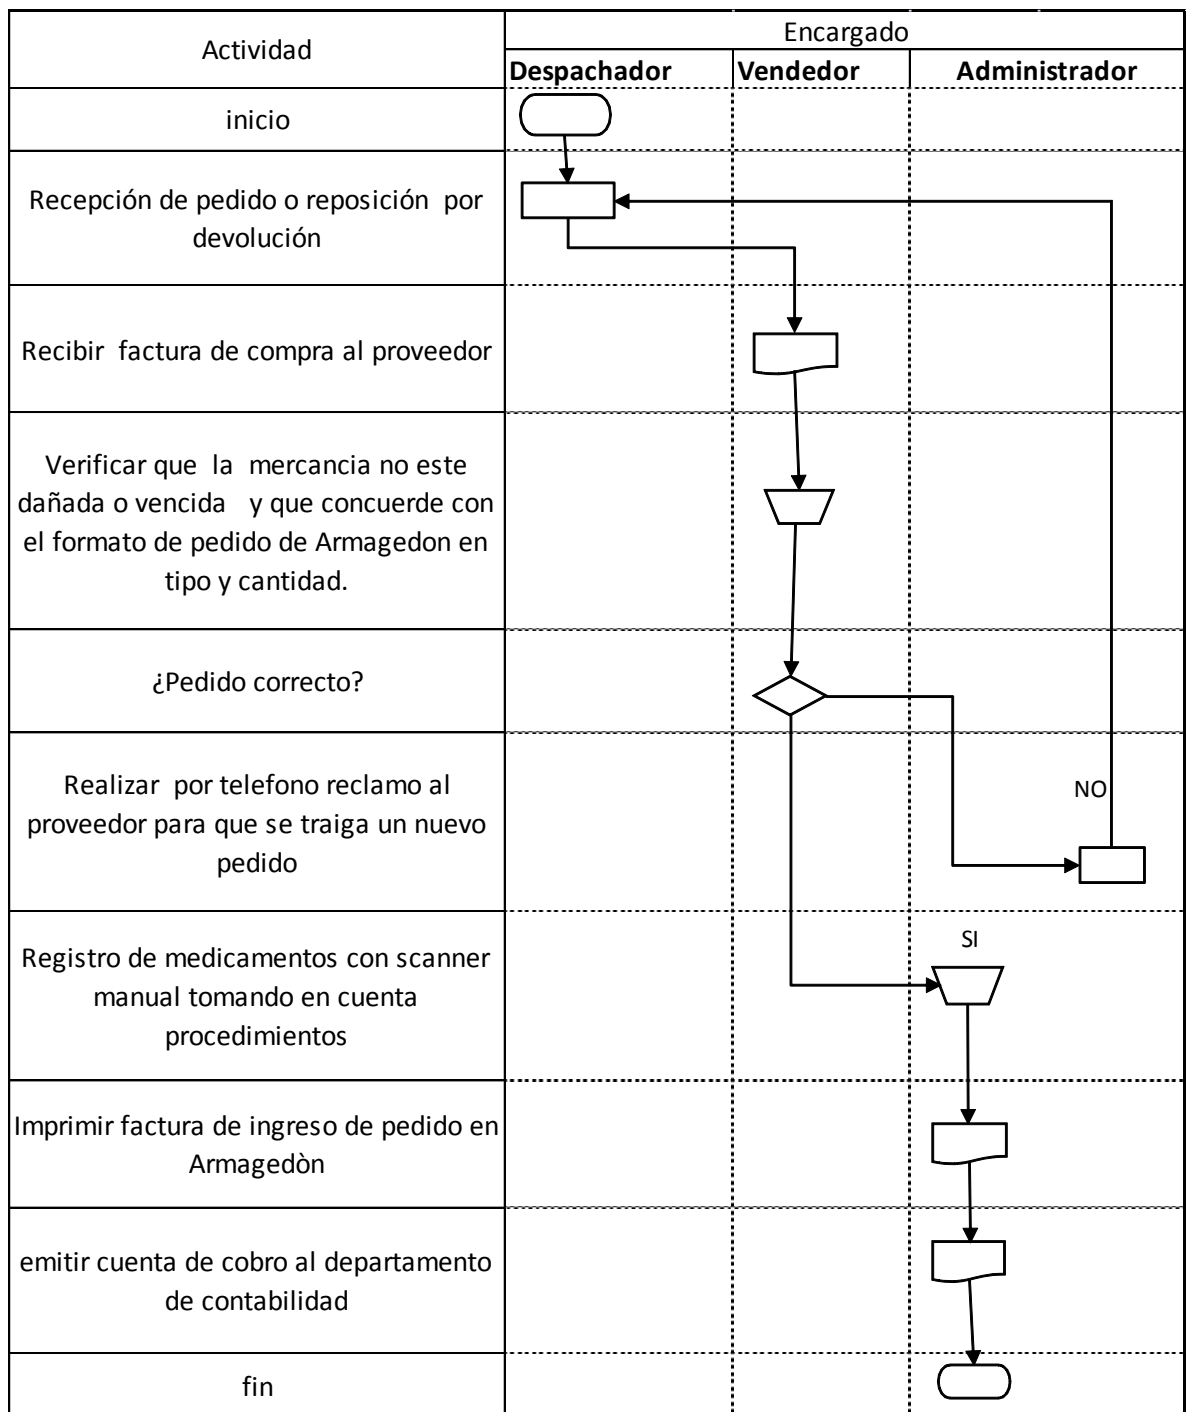 Actividad
Encargado
Despachador
Vendedor
Administrador
inicio
Recepción de pedido o reposición por
devolución
Recibir factura de compra al proveedor
Verificar que la mercancia no este
dañada o vencida y que concuerde con
el formato de pedido de Armagedon en
tipo y cantidad.
¿Pedido correcto?
Realizar por telefono reclamo al
proveedor para que se traiga un nuevo
pedido
NO
Registro de medicamentos con scanner
manual tomando en cuenta
procedimientos
SI
Imprimir factura de ingreso de pedido en
Armagedòn
emitir cuenta de cobro al departamento
de contabilidad
fin